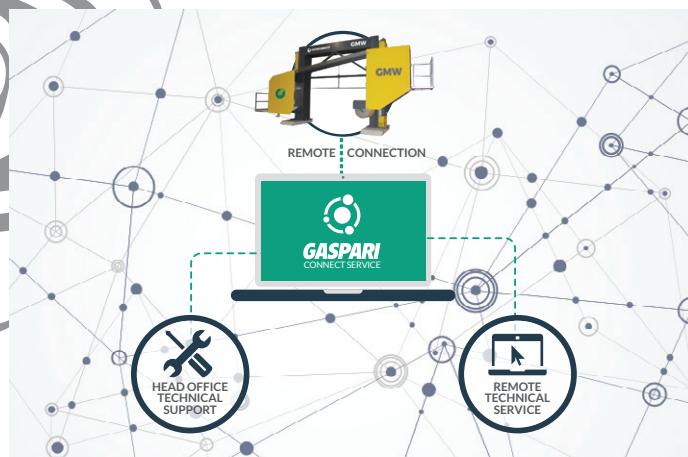 GMW
GMW
REMOTE CONNECTION
GASPARI
CONNECT SERVICE
HEAD OFFICE
TECHNICAL
SUPPORT
REMOTE
TECHNICAL
SERVICE